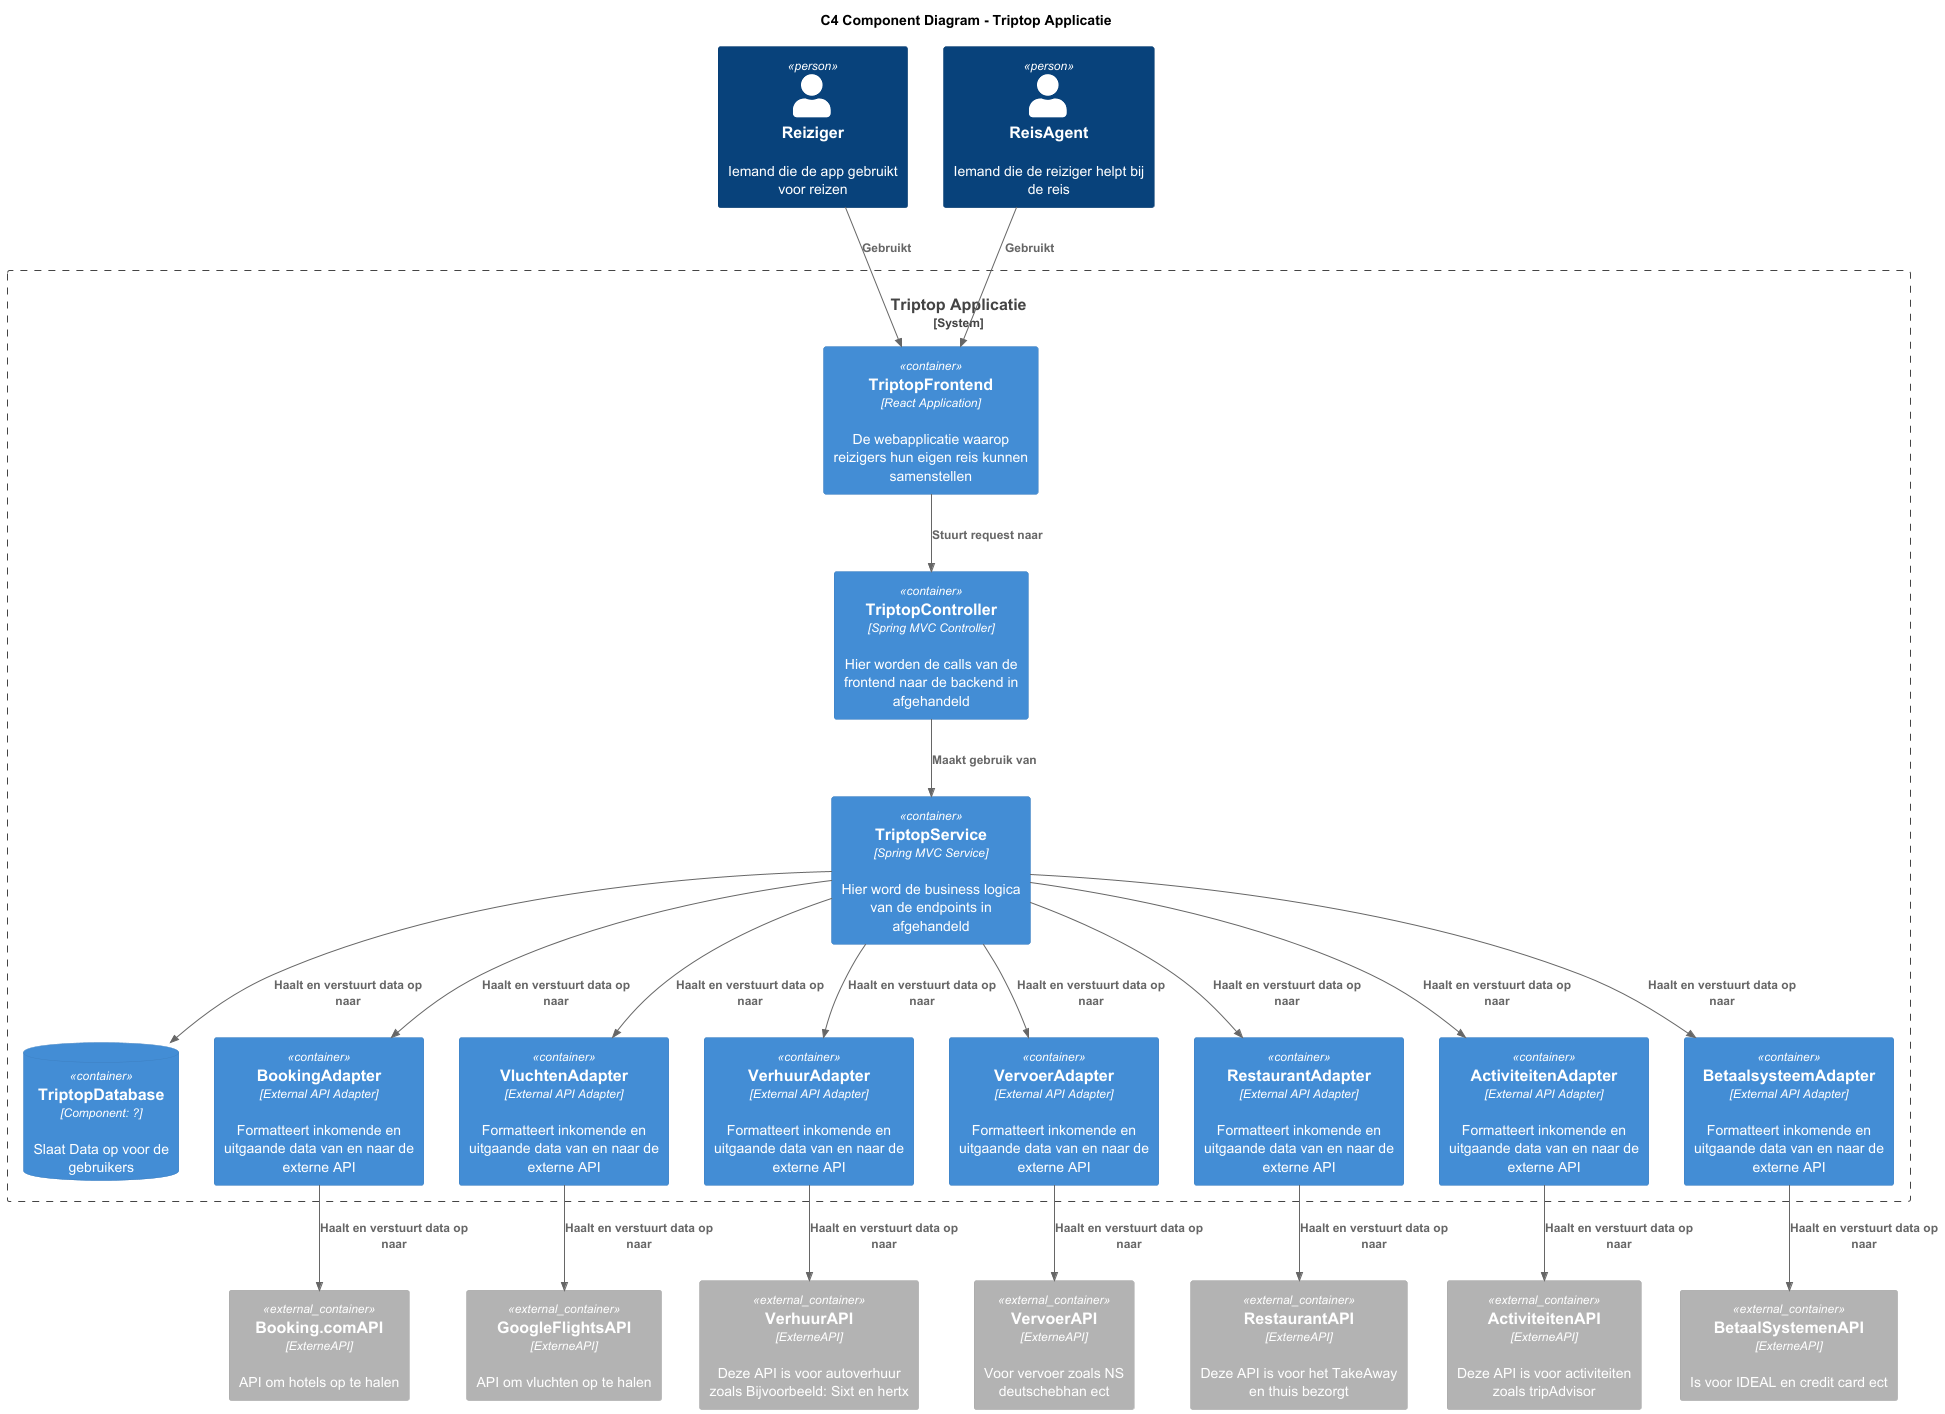 C4 Component Diagram - Triptop Applicatie
«person»
Reiziger
Iemand die de app gebruikt
voor reizen
«person»
ReisAgent
Iemand die de reiziger helpt bij
de reis
Gebruikt
Gebruikt
Triptop Applicatie
[System]
«container»
TriptopFrontend
[React Application]
De webapplicatie waarop
reizigers hun eigen reis kunnen
samenstellen
Stuurt request naar
«container»
TriptopController
[Spring MVC Controller]
Hier worden de calls van de
frontend naar de backend in
afgehandeld
Maakt gebruik van
«container»
TriptopService
[Spring MVC Service]
Hier word de business logica
van de endpoints in
afgehandeld
Haalt en verstuurt data op
naar
Haalt en verstuurt data op
naar
Haalt en verstuurt data op
naar
Haalt en verstuurt data op
naar
Haalt en verstuurt data op
naar
Haalt en verstuurt data op
naar
Haalt en verstuurt data op
naar
Haalt en verstuurt data op
naar
«container»
TriptopDatabase
[Component: ?]
Slaat Data op voor de
gebruikers
«container»
BookingAdapter
[External API Adapter]
Formatteert inkomende en
uitgaande data van en naar de
externe API
«container»
VluchtenAdapter
[External API Adapter]
Formatteert inkomende en
uitgaande data van en naar de
externe API
«container»
VerhuurAdapter
[External API Adapter]
Formatteert inkomende en
uitgaande data van en naar de
externe API
«container»
VervoerAdapter
[External API Adapter]
Formatteert inkomende en
uitgaande data van en naar de
externe API
«container»
RestaurantAdapter
[External API Adapter]
Formatteert inkomende en
uitgaande data van en naar de
externe API
«container»
ActiviteitenAdapter
[External API Adapter]
Formatteert inkomende en
uitgaande data van en naar de
externe API
«container»
BetaalsysteemAdapter
[External API Adapter]
Formatteert inkomende en
uitgaande data van en naar de
externe API
Haalt en verstuurt data op
naar
Haalt en verstuurt data op
naar
Haalt en verstuurt data op
naar
Haalt en verstuurt data op
naar
Haalt en verstuurt data op
naar
Haalt en verstuurt data op
naar
Haalt en verstuurt data op
naar
«external_container»
Booking.comAPI
[ExterneAPI]
API om hotels op te halen
«external_container»
GoogleFlightsAPI
[ExterneAPI]
API om vluchten op te halen
«external_container»
VerhuurAPI
[ExterneAPI]
Deze API is voor autoverhuur
zoals Bijvoorbeeld: Sixt en hertx
«external_container»
VervoerAPI
[ExterneAPI]
Voor vervoer zoals NS
deutschebhan ect
«external_container»
RestaurantAPI
[ExterneAPI]
Deze API is voor het TakeAway
en thuis bezorgt
«external_container»
ActiviteitenAPI
[ExterneAPI]
Deze API is voor activiteiten
zoals tripAdvisor
«external_container»
BetaalSystemenAPI
[ExterneAPI]
Is voor IDEAL en credit card ect